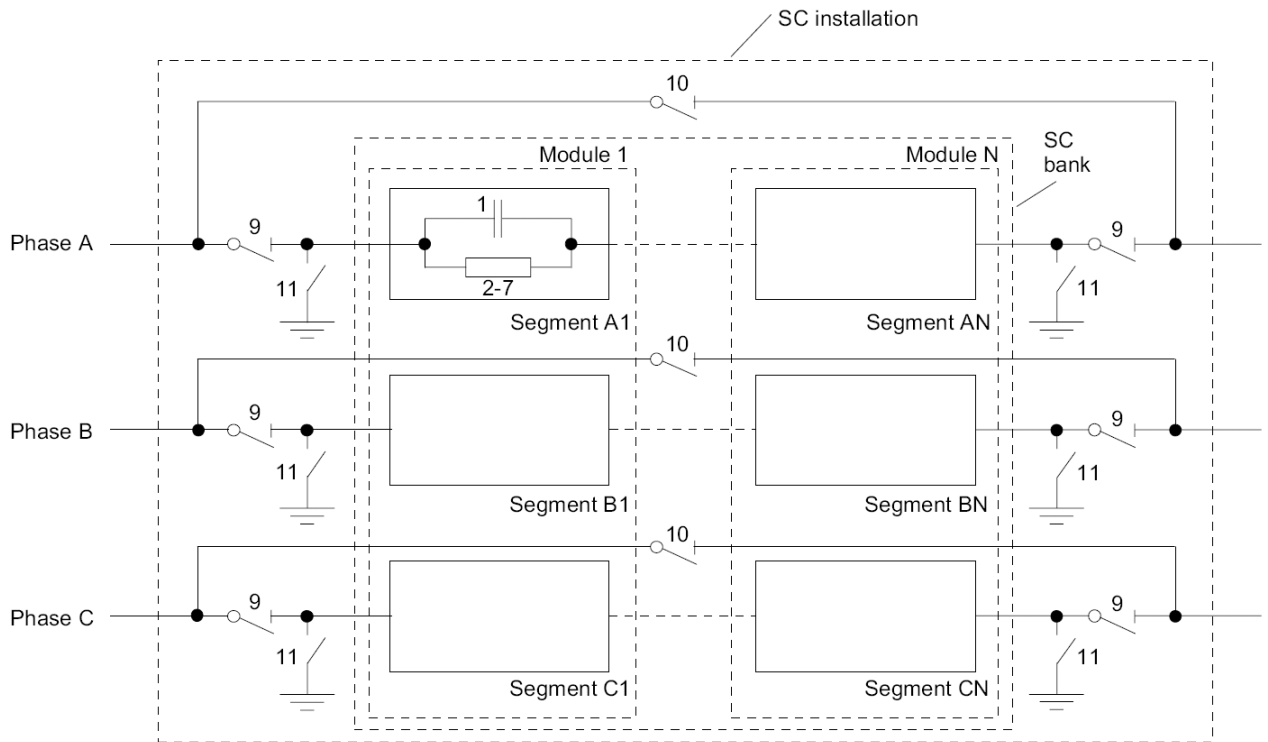 SC installation
10
Module 1
Module N
SC
bank
1
Phase A
9
9
11
2-7
11
Segment A1
Segment AN
10
9
9
Phase B
11
11
Segment B1
Segment BN
10
9
9
Phase C
11
11
Segment C1
Segment CN